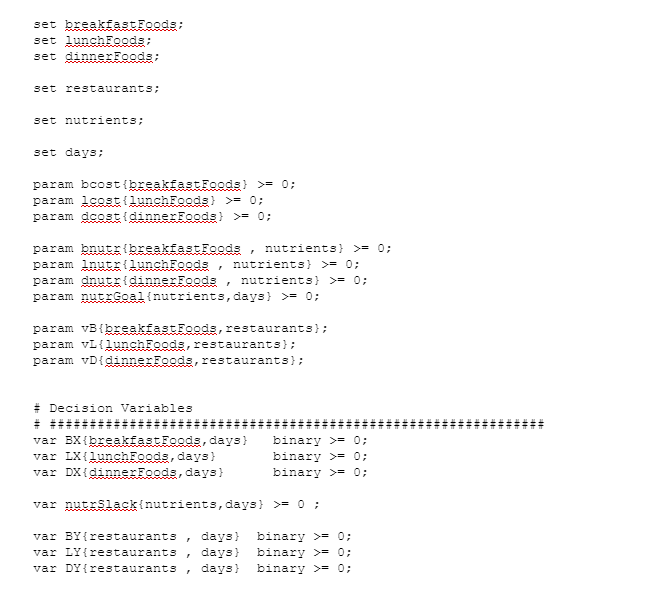 set breakfastFoods;
set lunchFoods;
set dinnerFoods;
set restaurants;
set nutrients;
set days;
param bcost{breakfastFoods} >= 0;
param lcost{lunchFoods} >= 0;
param dcost{dinnerFoods} >= 0;
param bnutr{breakfastFoods , nutrients} >= 0;
param lnutr{lunchFoods , nutrients} >= 0;
param dnutr{dinnerFoods , nutrients} >= 0;
param nutrGoal{nutrients,days} >= 0;
param vB{breakfastFoods,restaurants};
param vL{lunchFoods,restaurants};
param vD{dinnerFoods,restaurants};
# Decision Variables
# ##############################################################
var BX{breakfastFoods,days}   binary >= 0;
var LX{lunchFoods,days}       binary >= 0;
var DX{dinnerFoods,days}      binary >= 0;
var nutrSlack{nutrients,days} >= 0 ;
var BY{restaurants , days}  binary >= 0;
var LY{restaurants , days}  binary >= 0;
var DY{restaurants , days}  binary >= 0;